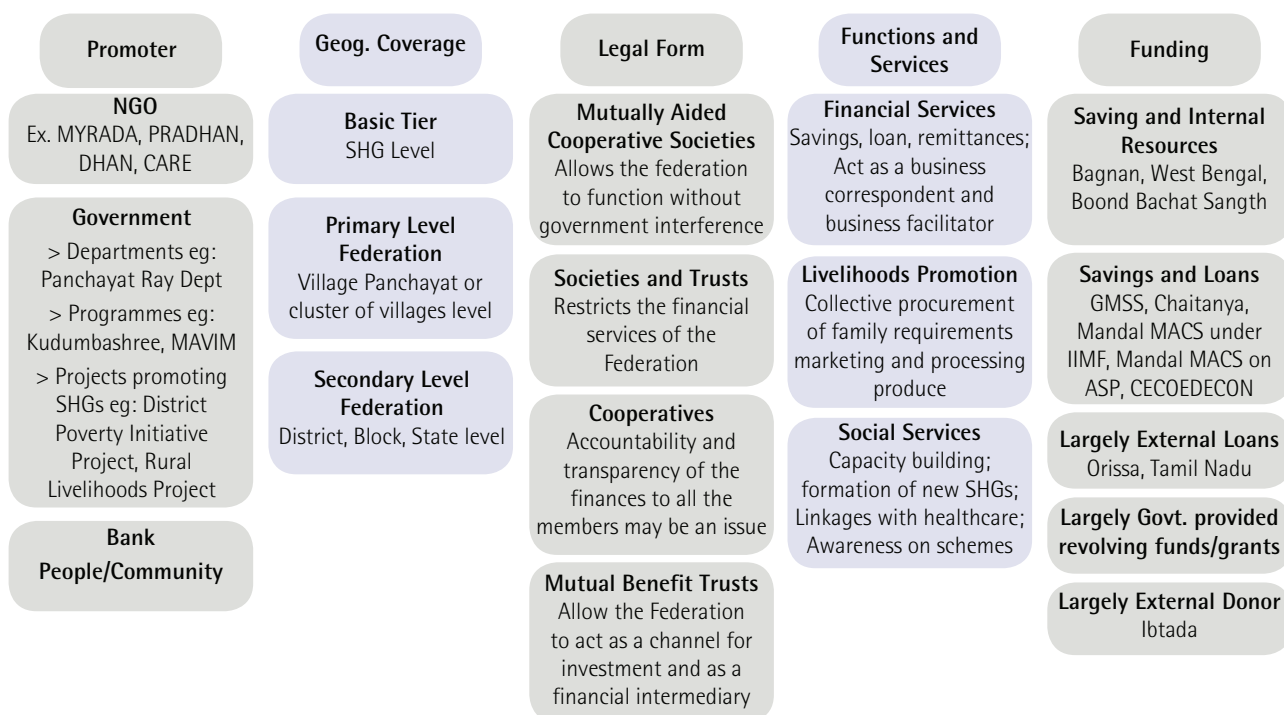 Promoter
NGO
Ex. MYRADA, PRADHAN,
DHAN, CARE
Government
> Departments eg:
Panchayat Ray Dept
> Programmes eg:
Kudumbashree, MAVIM
> Projects promoting
SHGs eg: District
Poverty Initiative
Project, Rural
Livelihoods Project
Bank
People/Community
Geog. Coverage
Basic Tier
SHG Level
Primary Level
Federation
Village Panchayat or
cluster of villages level
Secondary Level
Federation
District, Block, State level
Legal Form
Mutually Aided
Cooperative Societies
Allows the federation
to function without
government interference
Societies and Trusts
Restricts the financial
services of the
Federation
Cooperatives
Accountability and
transparency of the
finances to all the
members may be an issue
Mutual Benefit Trusts
Allow the Federation
to act as a channel for
investment and as a
financial intermediary
Functions and
Services
Financial Services
Savings, loan, remittances;
Act as a business
correspondent and
business facilitator
Livelihoods Promotion
Collective procurement
of family requirements
marketing and processing
produce
Social Services
Capacity building;
formation of new SHGs;
Linkages with healthcare;
Awareness on schemes
Funding
Saving and Internal
Resources
Bagnan, West Bengal,
Boond Bachat Sangth
Savings and Loans
GMSS, Chaitanya,
Mandal MACS under
IIMF, Mandal MACS on
ASP, CECOEDECON
Largely External Loans
Orissa, Tamil Nadu
Largely Govt. provided
revolving funds/grants
Largely External Donor
Ibtada